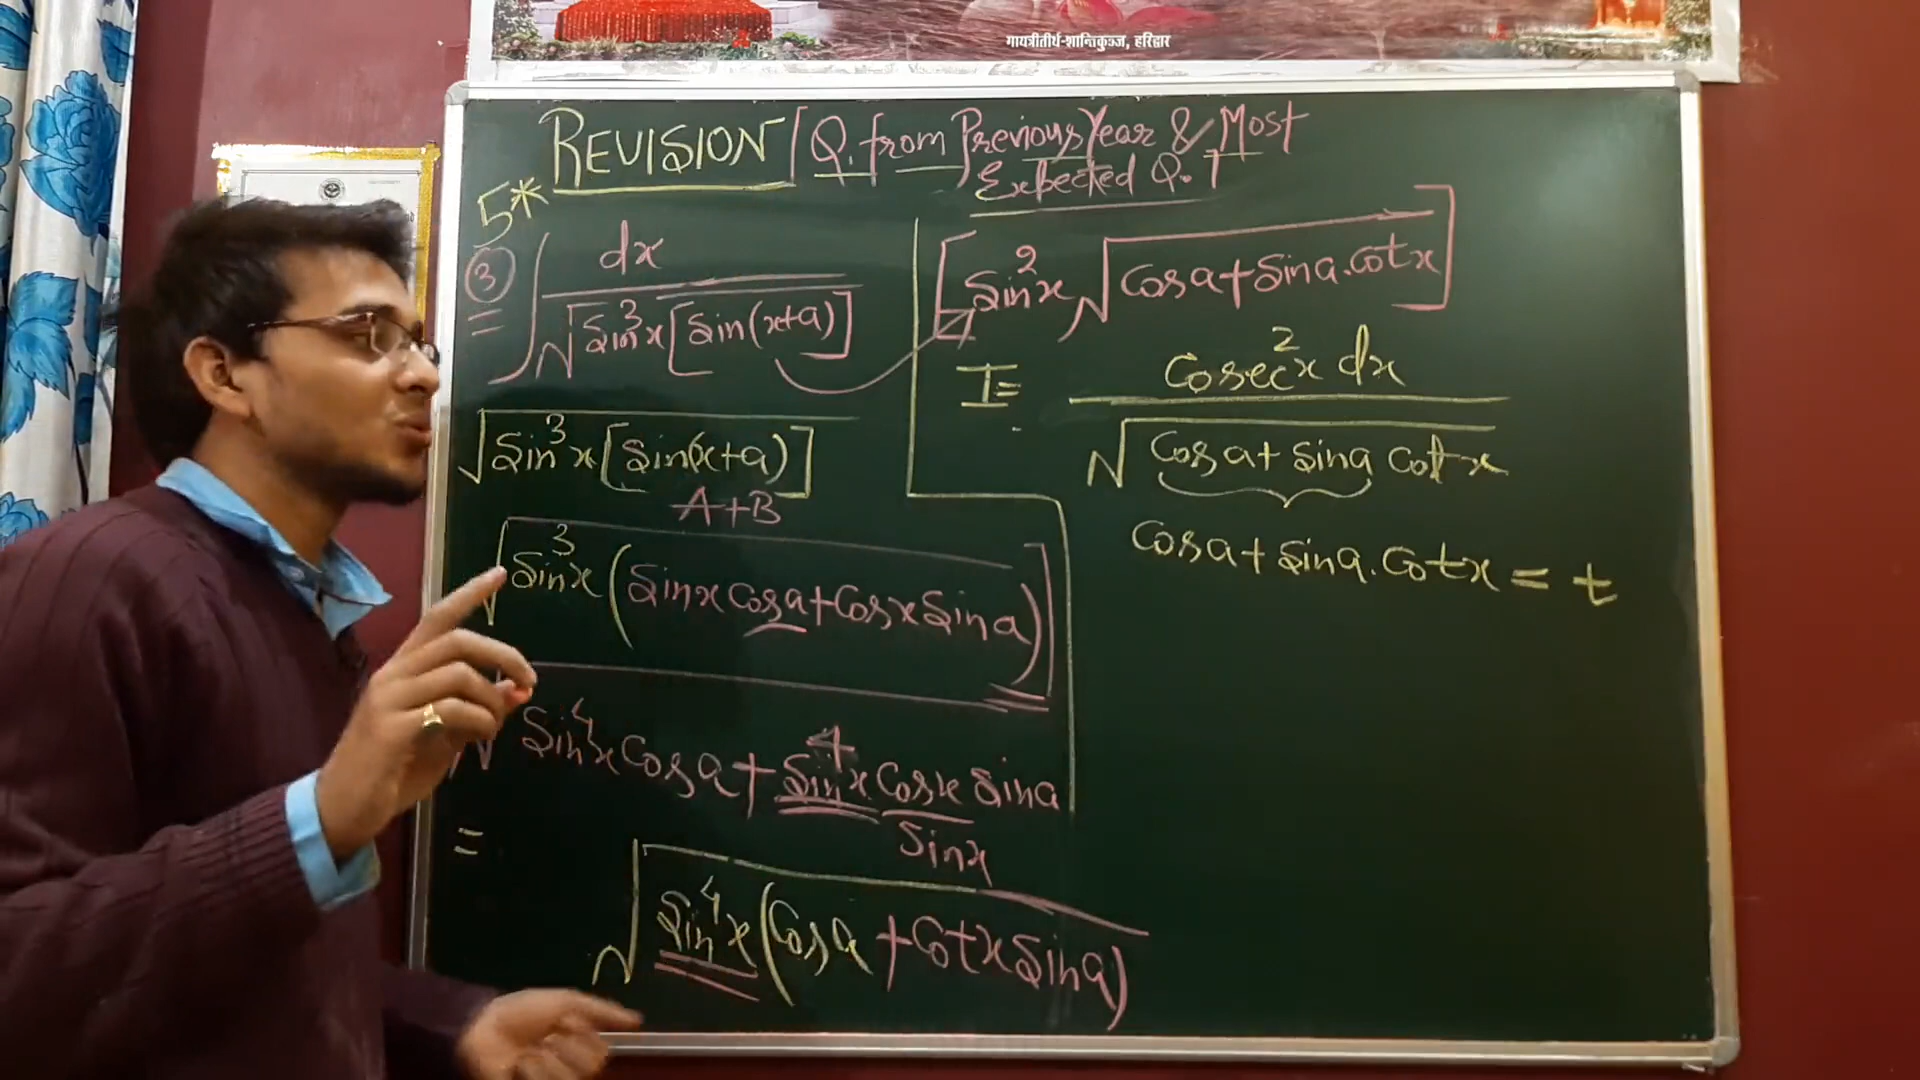 गायत्रीतीर्थ-शान्तिकुञ्ज, हरिद्वार
REVISION [Q. from Previous Year & Most
Expected Q.]
5*
③ ∫ dx / √(Sin³x [Sin(x+a)])
√(Sin³x [Sin(x+a)])
A+B
√(Sin³x (Sinx Cosa + Cosx Sina))
√ Sin⁴x Cosa + Sin⁴x Cosx Sina
Sinx
= √(Sin⁴x (Cosa + Cotx Sina))
[Sin²x √(Cosa + Sina.Cotx)]
I = Cosec²x dx / √(Cosa + Sina Cotx)
Cosa + Sina.Cotx = t